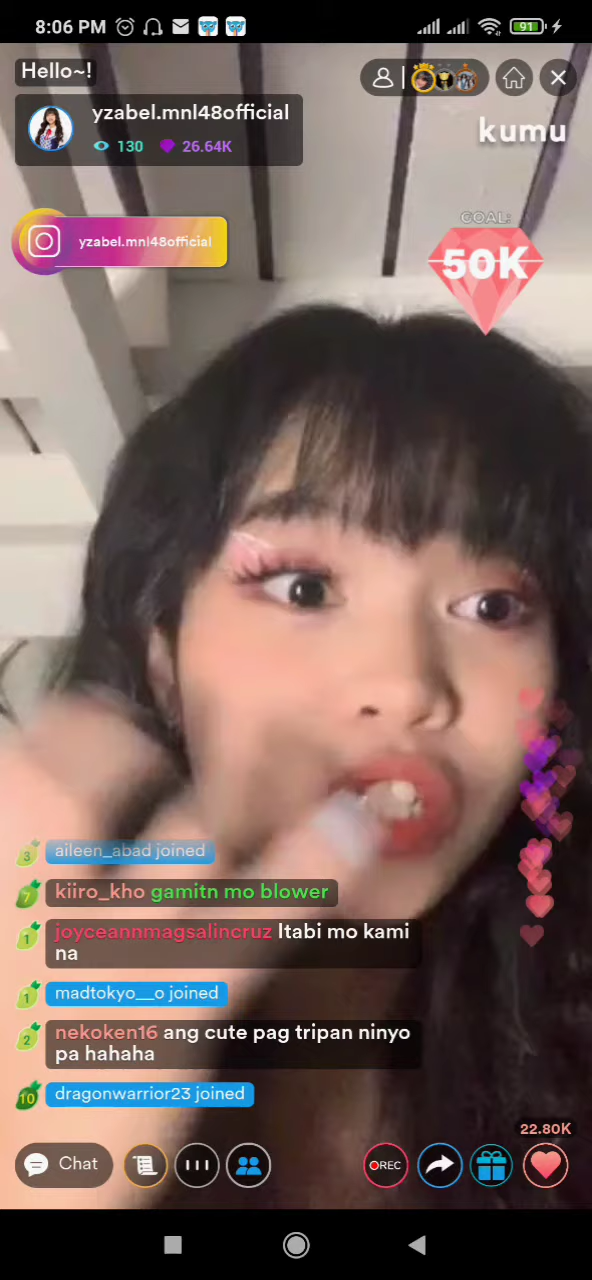 8:06 PM
91
Hello~!
yzabel.mnl48official
130
26.64K
kumu
yzabel.mnl48official
GOAL:
50K
3 aileen_abad joined
7 kiiro_kho gamitn mo blower
1 joyceannmagsalincruz Itabi mo kami
na
1 madtokyo__o joined
2 nekoken16 ang cute pag tripan ninyo
pa hahaha
10 dragonwarrior23 joined
22.80K
Chat
REC